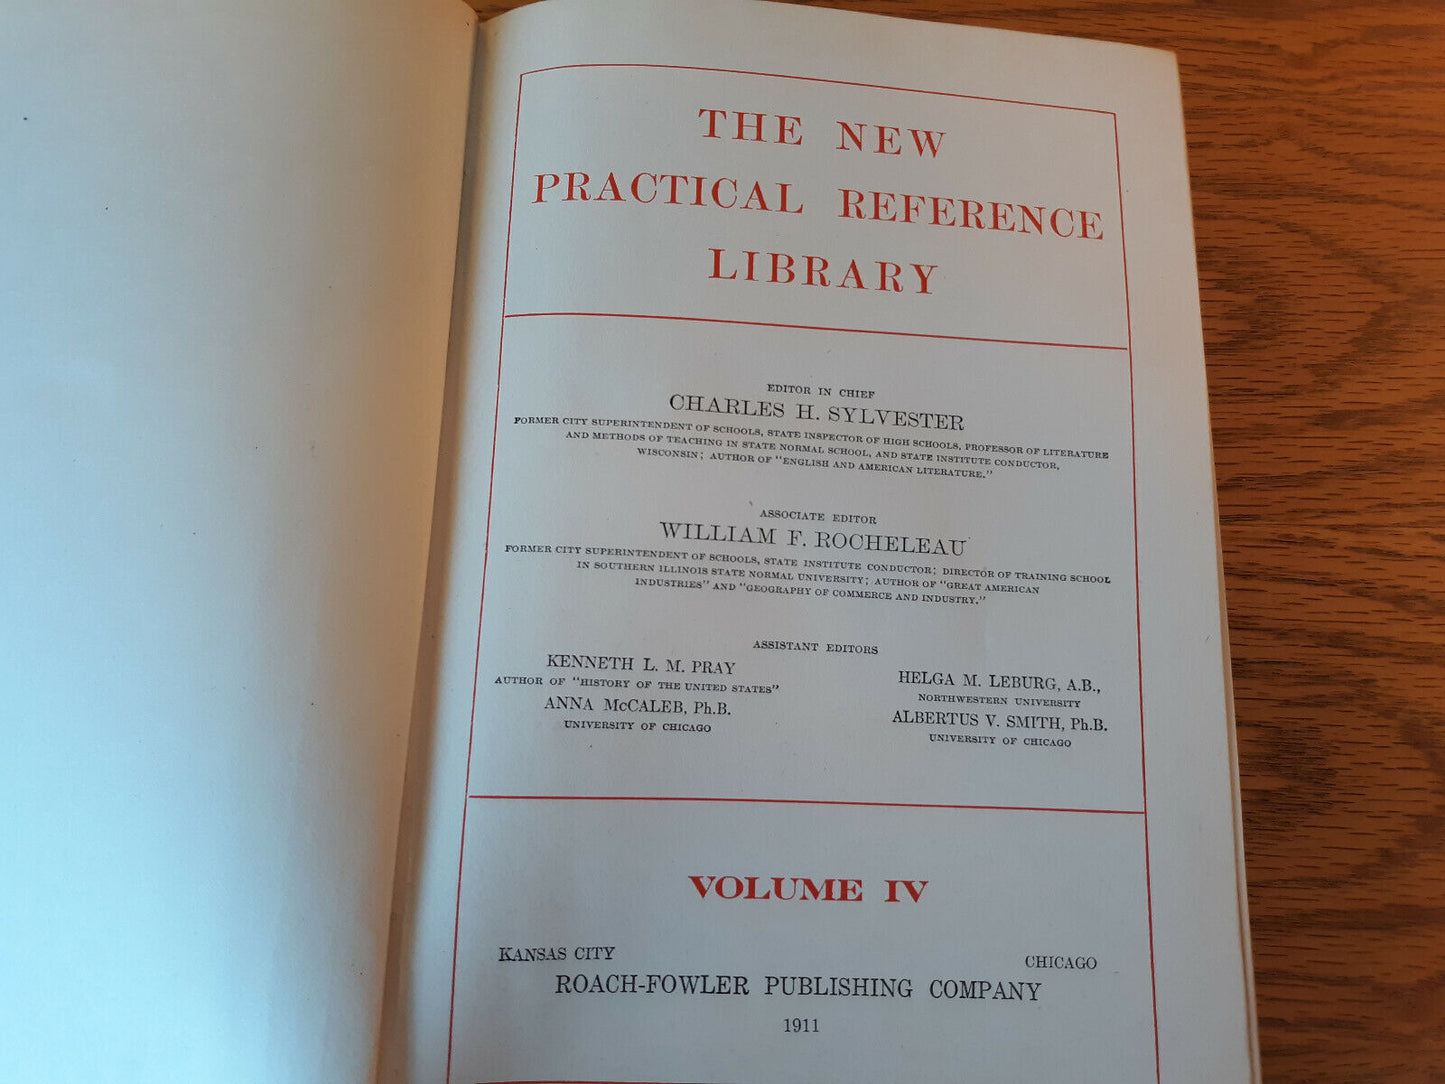 THE NEW
PRACTICAL REFERENCE
LIBRARY
EDITOR IN CHIEF
CHARLES H. SYLVESTER
FORMER CITY SUPERINTENDENT OF SCHOOLS, STATE INSPECTOR OF HIGH SCHOOLS, PROFESSOR OF LITERATURE
AND METHODS OF TEACHING IN STATE NORMAL SCHOOL, AND STATE INSTITUTE CONDUCTOR,
WISCONSIN; AUTHOR OF "ENGLISH AND AMERICAN LITERATURE."
ASSOCIATE EDITOR
WILLIAM F. ROCHELEAU
FORMER CITY SUPERINTENDENT OF SCHOOLS, STATE INSTITUTE CONDUCTOR; DIRECTOR OF TRAINING SCHOOL
IN SOUTHERN ILLINOIS STATE NORMAL UNIVERSITY; AUTHOR OF "GREAT AMERICAN
INDUSTRIES" AND "GEOGRAPHY OF COMMERCE AND INDUSTRY."
ASSISTANT EDITORS
KENNETH L. M. PRAY
AUTHOR OF "HISTORY OF THE UNITED STATES"
ANNA McCALEB, Ph.B.
UNIVERSITY OF CHICAGO
HELGA M. LEBURG, A.B.,
NORTHWESTERN UNIVERSITY
ALBERTUS V. SMITH, Ph.B.
UNIVERSITY OF CHICAGO
VOLUME IV
KANSAS CITY CHICAGO
ROACH-FOWLER PUBLISHING COMPANY
1911